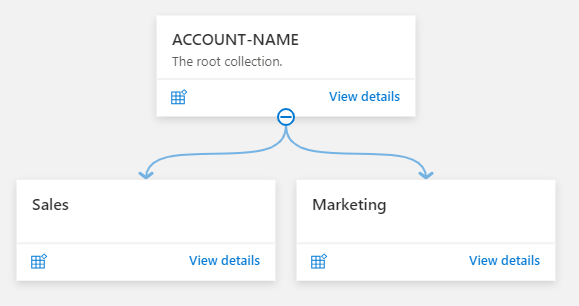 ACCOUNT-NAME
The root collection.
View details
Sales
Marketing
View details
View details